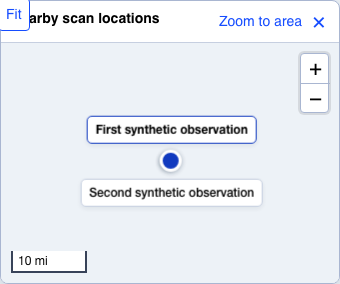 Fit
arby scan locations
Zoom to area ×
+
−
First synthetic observation
Second synthetic observation
10 mi